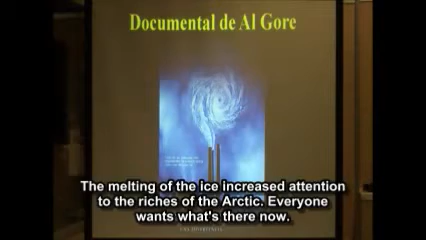 Documental de Al Gore
The melting of the ice increased attention
to the riches of the Arctic. Everyone
wants what's there now.